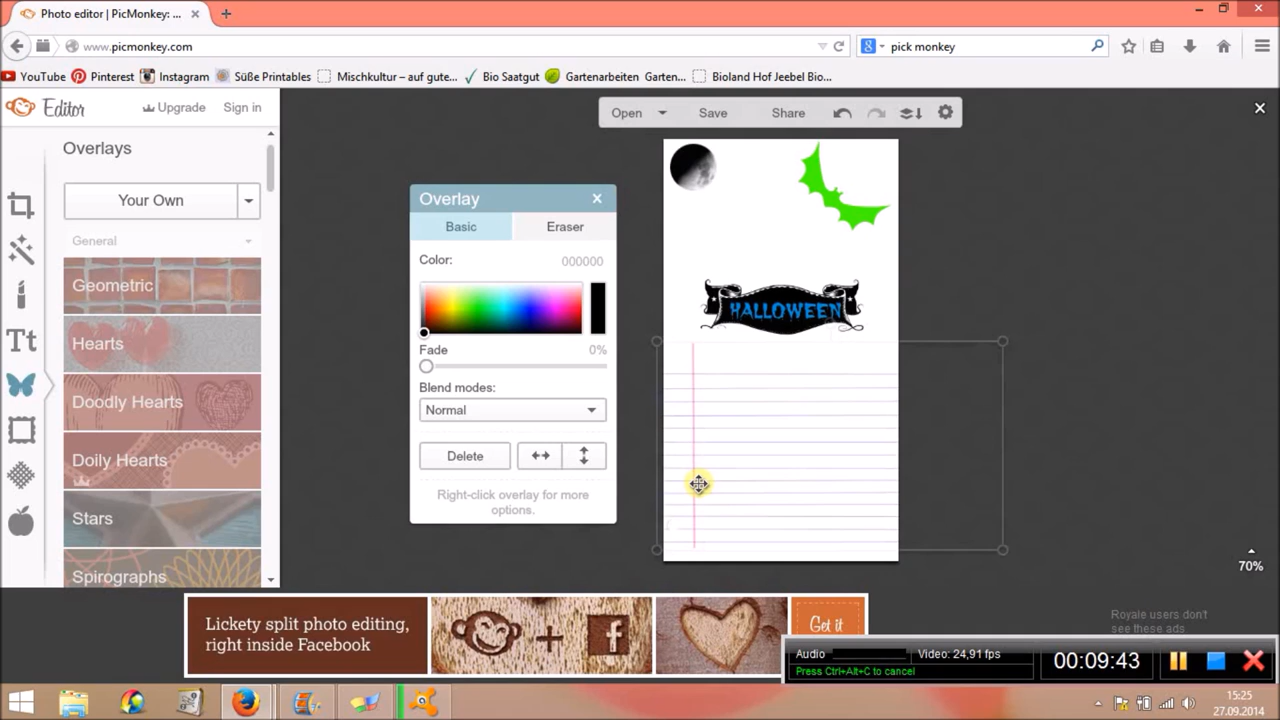 Photo editor | PicMonkey: ...
www.picmonkey.com
pick monkey
YouTube
Pinterest
Instagram
Süße Printables
Mischkultur – auf gute...
Bio Saatgut
Gartenarbeiten Garten...
Bioland Hof Jeebel Bio...
Editor
Upgrade
Sign in
Open
Save
Share
Overlays
Your Own
General
Geometric
Hearts
Doodly Hearts
Doily Hearts
Stars
Spirographs
Overlay
Basic
Eraser
Color:
000000
Fade
0%
Blend modes:
Normal
Delete
Right-click overlay for more
options.
HALLOWEEN
70%
Lickety split photo editing,
right inside Facebook
+
f
Get it
Royale users don't
see these ads
Audio
Video: 24,91 fps
Press Ctrl+Alt+C to cancel
00:09:43
15:25
27.09.2014